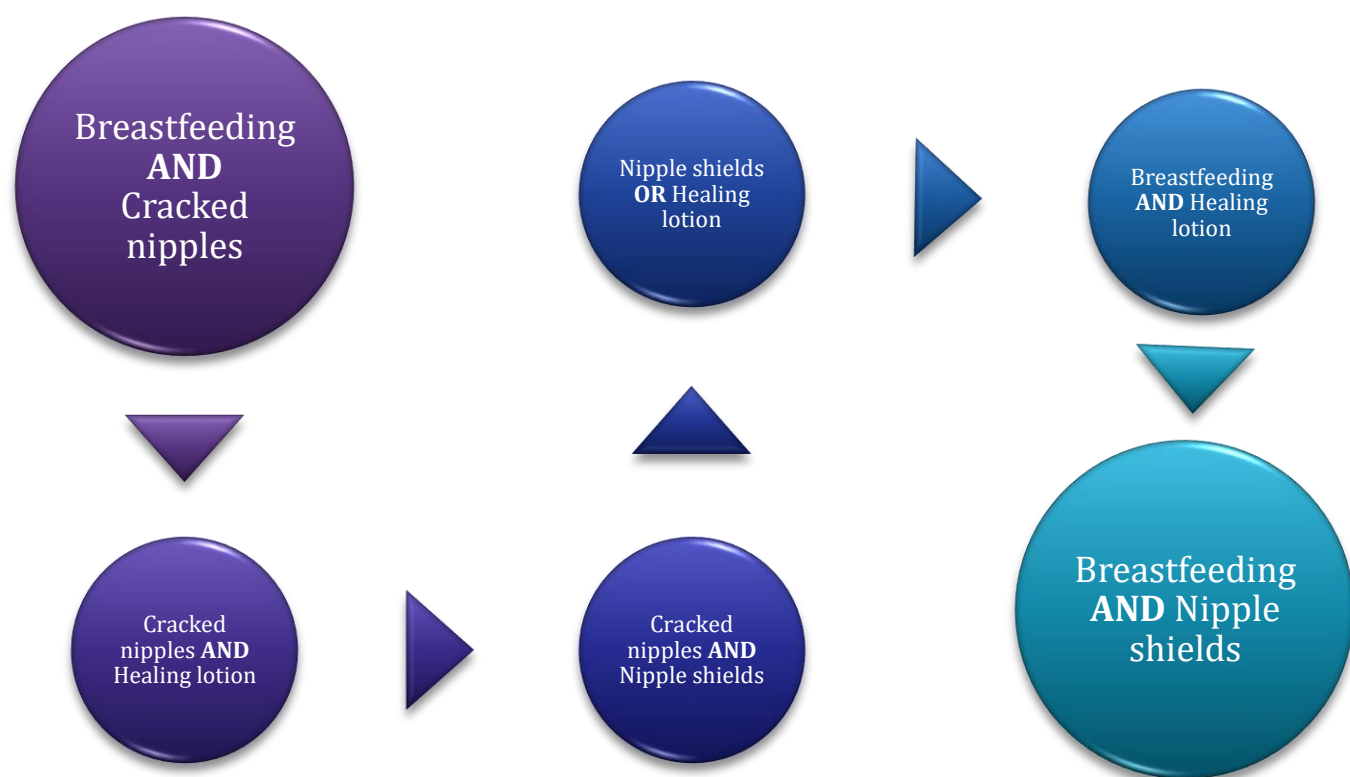 Breastfeeding
AND
Cracked
nipples
Cracked
nipples AND
Healing lotion
Cracked
nipples AND
Nipple shields
Nipple shields
OR Healing
lotion
Breastfeeding
AND Healing
lotion
Breastfeeding
AND Nipple
shields